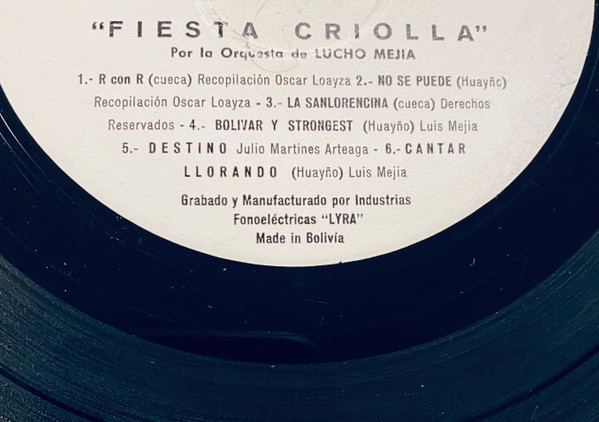 "FIESTA CRIOLLA"
Por la Orquesta de LUCHO MEJIA
1.- R con R (cueca) Recopilación Oscar Loayza 2.- NO SE PUEDE (Huayño)
Recopilación Oscar Loayza - 3.- LA SANLORENCINA (cueca) Derechos
Reservados - 4.- BOLIVAR Y STRONGEST (Huayño) Luis Mejia
5.- DESTINO Julio Martines Arteaga - 6.- CANTAR
LLORANDO (Huayño) Luis Mejia
Grabado y Manufacturado por Industrias
Fonoeléctricas "LYRA"
Made in Bolivía